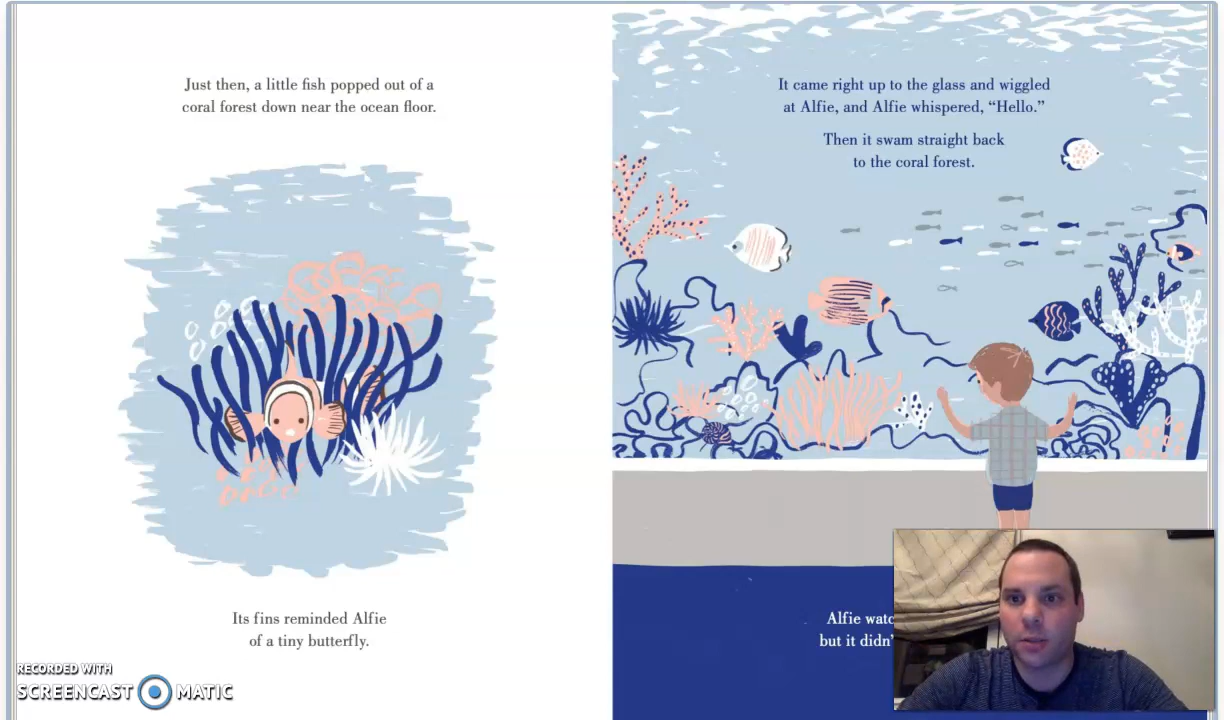 Just then, a little fish popped out of a
coral forest down near the ocean floor.
Its fins reminded Alfie
of a tiny butterfly.
It came right up to the glass and wiggled
at Alfie, and Alfie whispered, “Hello.”
Then it swam straight back
to the coral forest.
Alfie
but it
RECORDED WITH
SCREENCAST MATIC